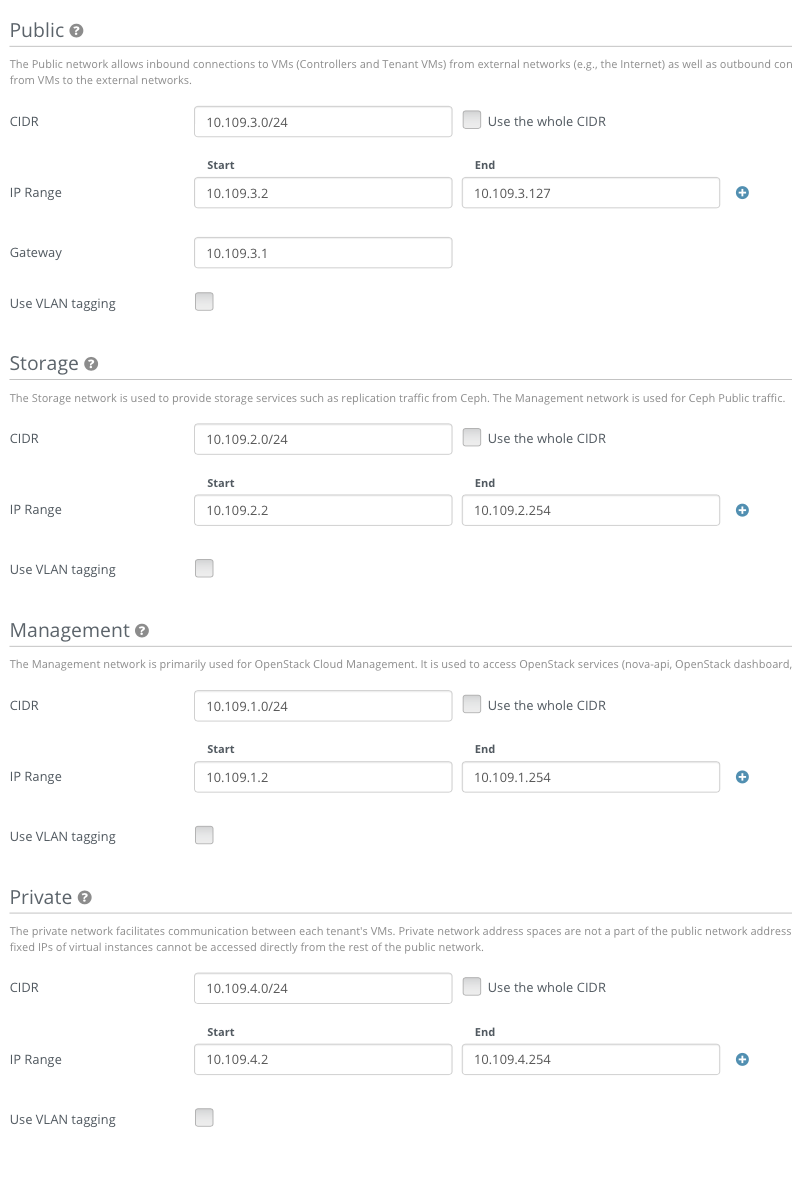 Public ?
The Public network allows inbound connections to VMs (Controllers and Tenant VMs) from external networks (e.g., the Internet) as well as outbound
from VMs to the external networks.
CIDR 10.109.3.0/24 Use the whole CIDR
Start End
IP Range 10.109.3.2 10.109.3.127
Gateway 10.109.3.1
Use VLAN tagging
Storage ?
The Storage network is used to provide storage services such as replication traffic from Ceph. The Management network is used for Ceph Public traffic.
CIDR 10.109.2.0/24 Use the whole CIDR
Start End
IP Range 10.109.2.2 10.109.2.254
Use VLAN tagging
Management ?
The Management network is primarily used for OpenStack Cloud Management. It is used to access OpenStack services (nova-api, OpenStack dashboard,
CIDR 10.109.1.0/24 Use the whole CIDR
Start End
IP Range 10.109.1.2 10.109.1.254
Use VLAN tagging
Private ?
The private network facilitates communication between each tenant's VMs. Private network address spaces are not a part of the public network address
fixed IPs of virtual instances cannot be accessed directly from the rest of the public network.
CIDR 10.109.4.0/24 Use the whole CIDR
Start End
IP Range 10.109.4.2 10.109.4.254
Use VLAN tagging